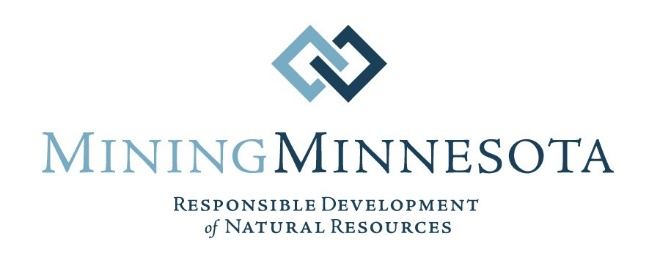 MININGMINNESOTA
RESPONSIBLE DEVELOPMENT
of NATURAL RESOURCES